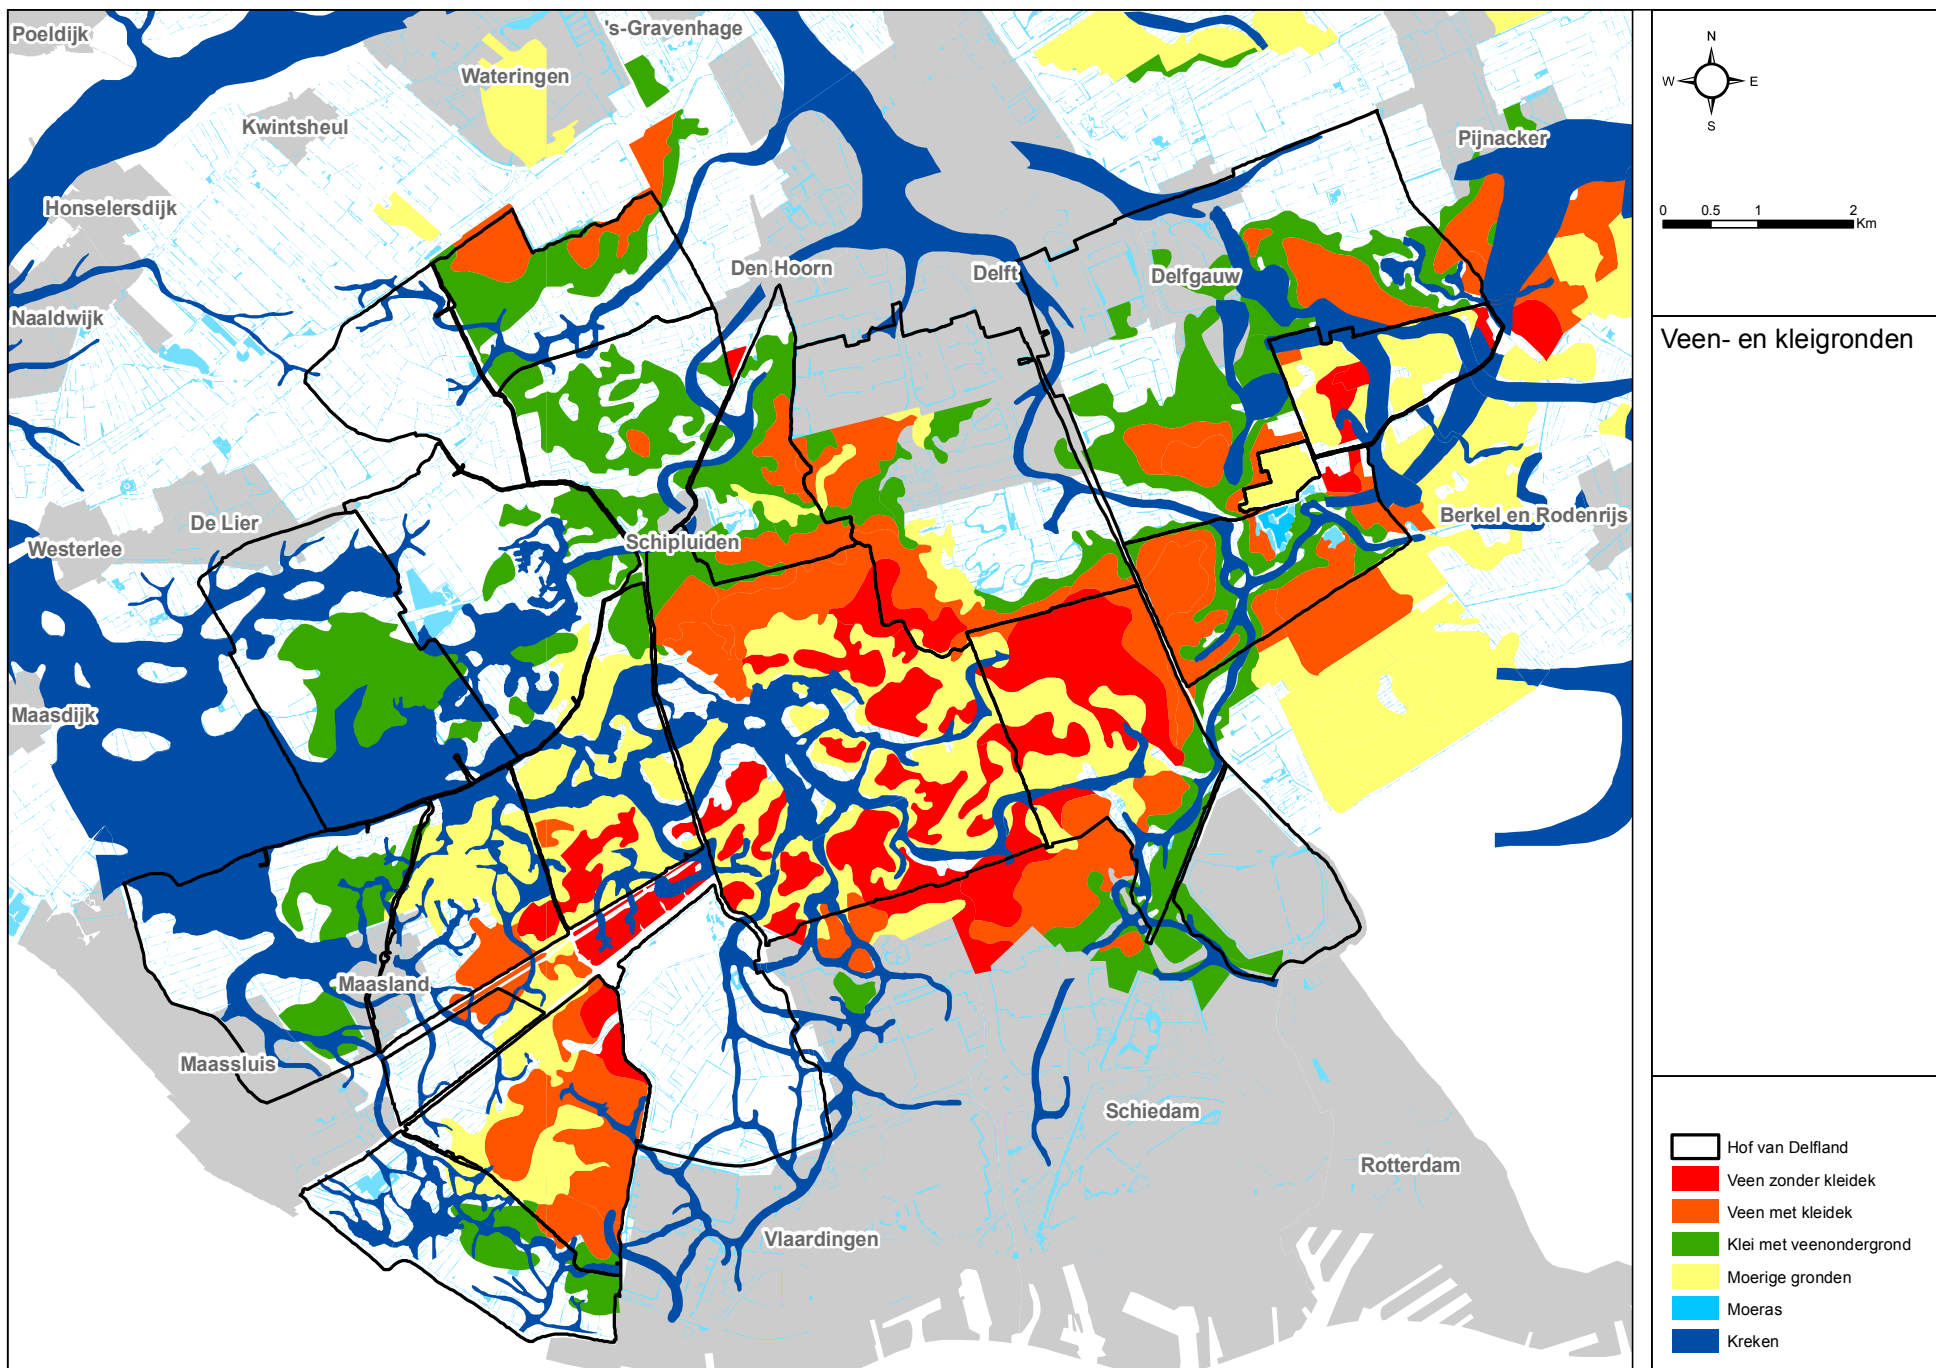 Poeldijk
's-Gravenhage
Wateringen
Kwintsheul
Pijnacker
Honselersdijk
Den Hoorn
Delft
Delfgauw
Naaldwijk
De Lier
Berkel en Rodenrijs
Westerlee
Schipluiden
Maasdijk
Maasland
Maassluis
Schiedam
Rotterdam
Vlaardingen
N
W E
S
0 0.5 1 2
Km
Veen- en kleigronden
Hof van Delfland
Veen zonder kleidek
Veen met kleidek
Klei met veenondergrond
Moerige gronden
Moeras
Kreken